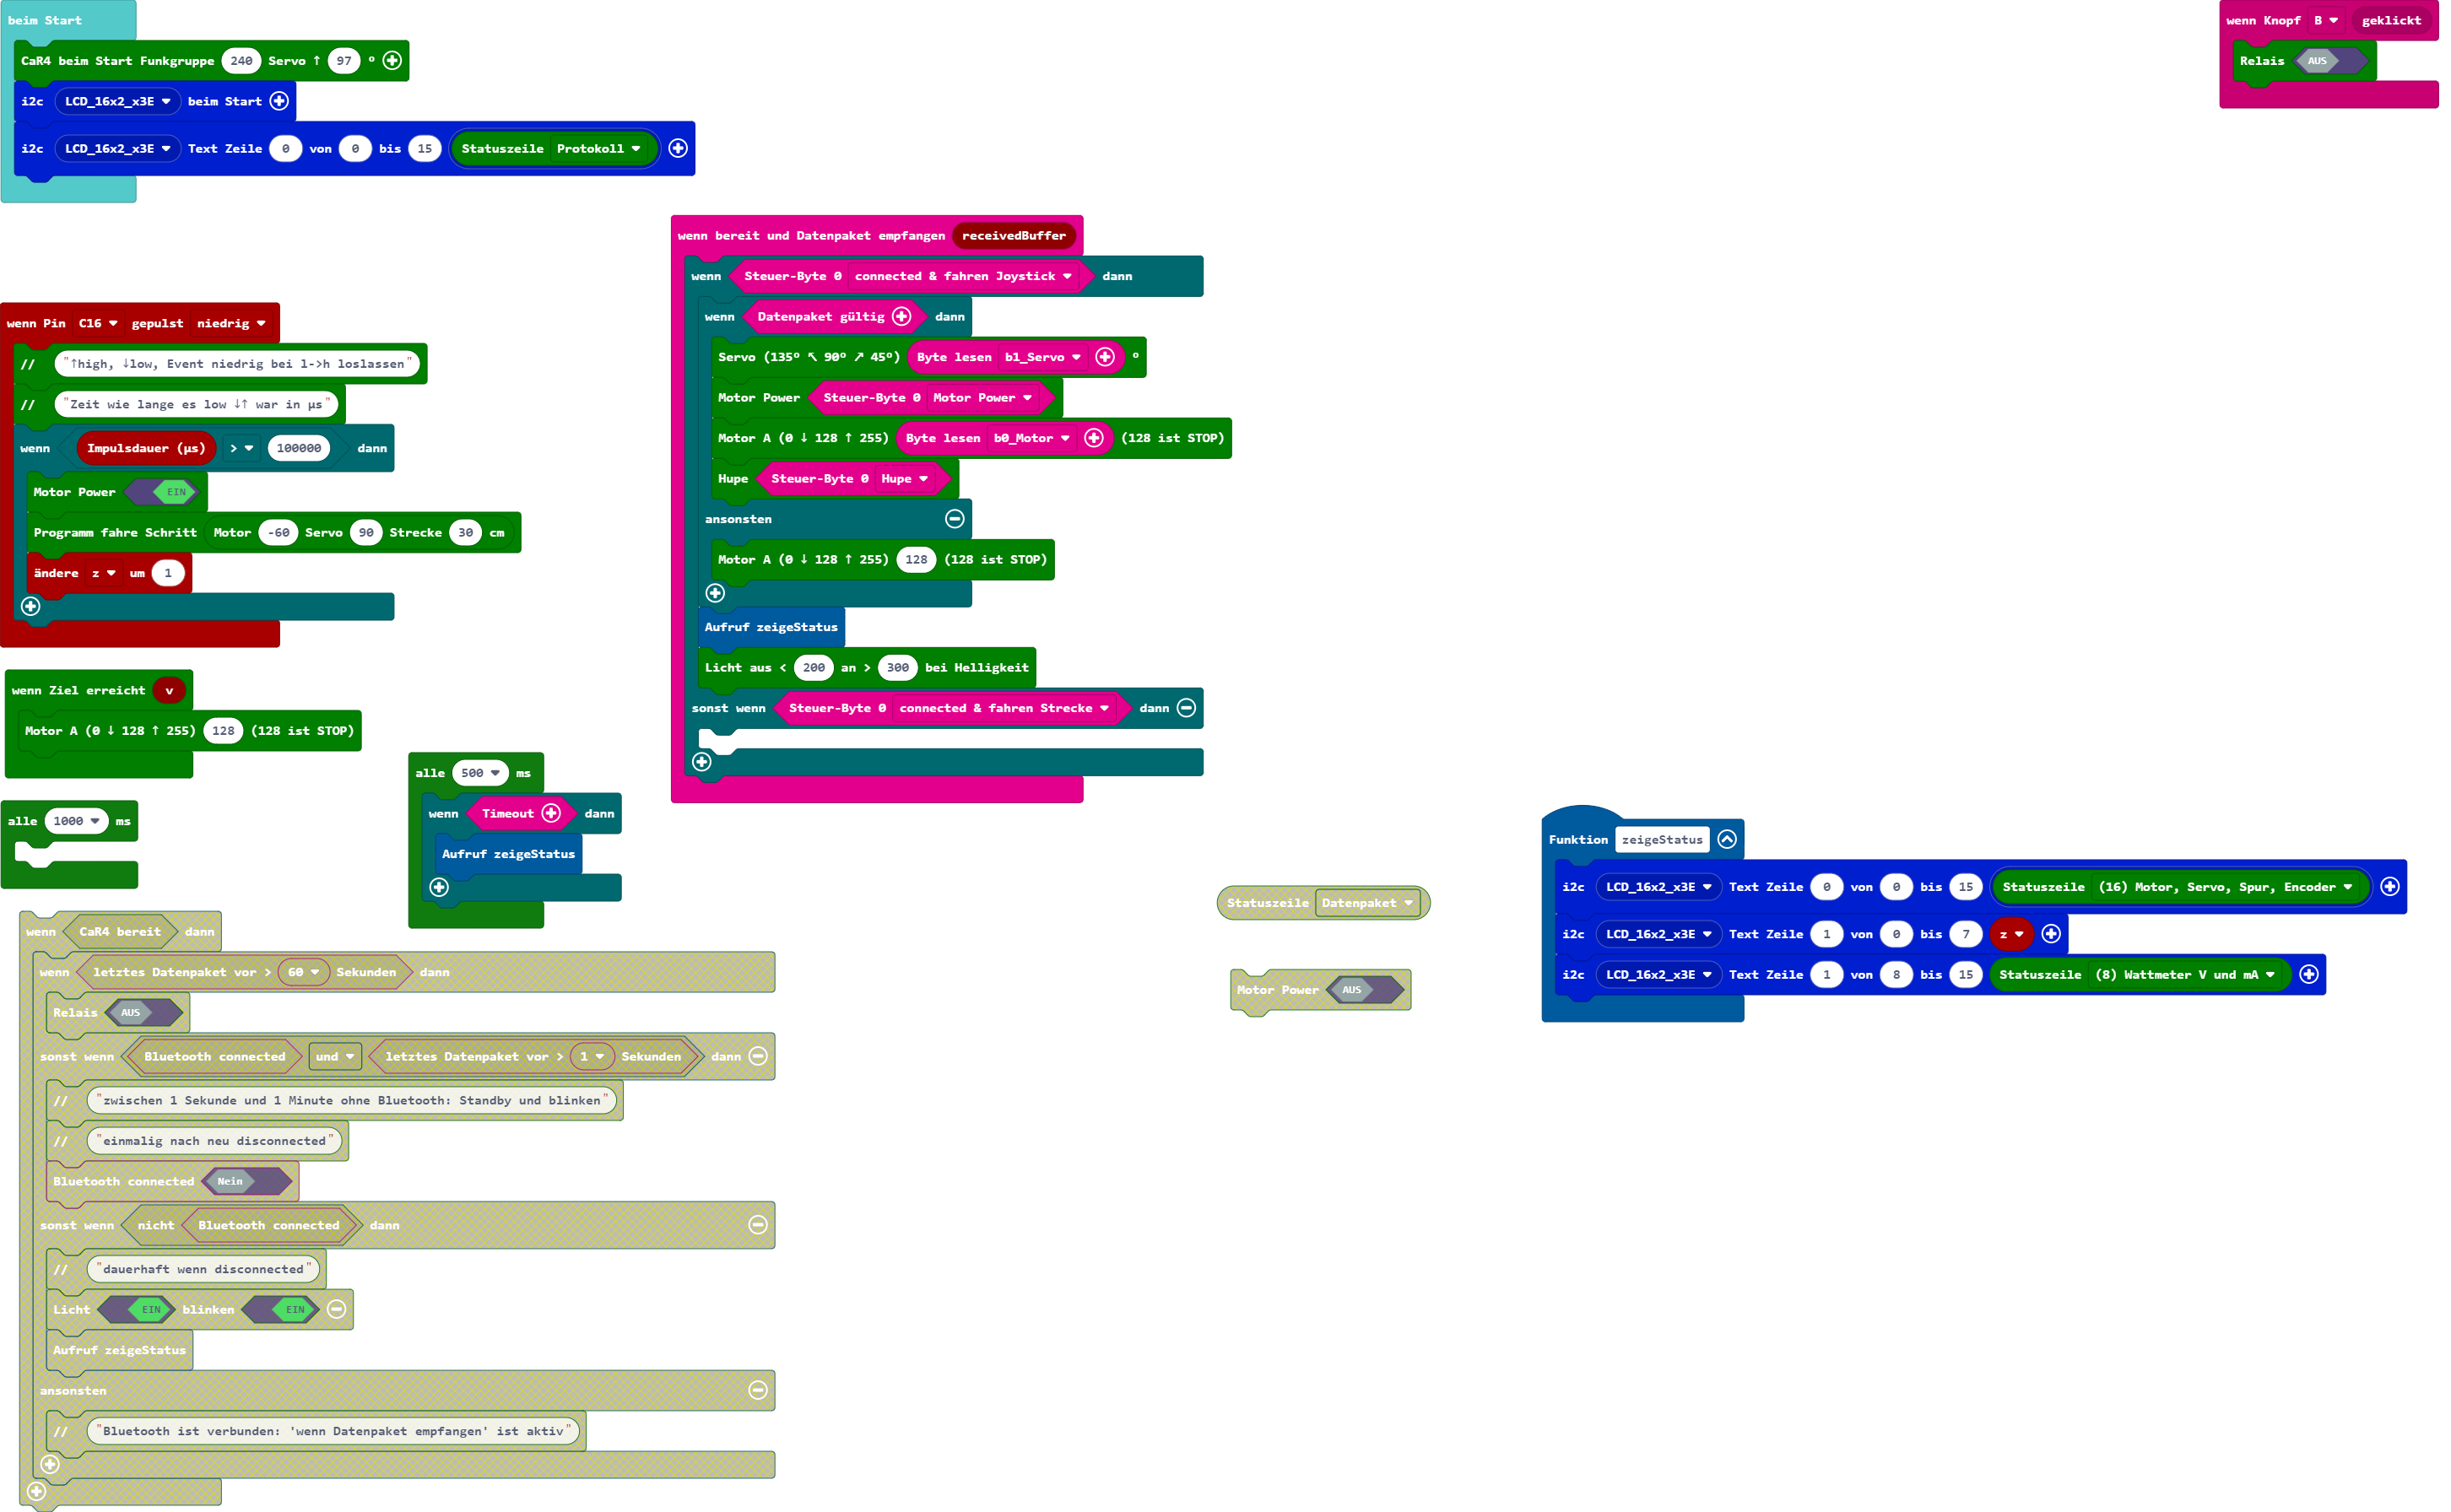 beim Start
CaR4 beim Start Funkgruppe 240 Servo ↑ 97 °
i2c LCD_16x2_x3E beim Start
i2c LCD_16x2_x3E Text Zeile 0 von 0 bis 15 Statuszeile Protokoll
wenn Knopf B geklickt
Relais AUS
wenn bereit und Datenpaket empfangen receivedBuffer
wenn Steuer-Byte 0 connected & fahren Joystick dann
wenn Datenpaket gültig dann
Servo (135° ↖ 90° ↗ 45°) Byte lesen b1_Servo °
Motor Power Steuer-Byte 0 Motor Power
Motor A (0 ↓ 128 ↑ 255) Byte lesen b0_Motor (128 ist STOP)
Hupe Steuer-Byte 0 Hupe
ansonsten
Motor A (0 ↓ 128 ↑ 255) 128 (128 ist STOP)
Aufruf zeigeStatus
Licht aus < 200 an > 300 bei Helligkeit
sonst wenn Steuer-Byte 0 connected & fahren Strecke dann
wenn Pin C16 gepulst niedrig
// "↑high, ↓low, Event niedrig bei l->h loslassen"
// "Zeit wie lange es low ↓↑ war in µs"
wenn Impulsdauer (µs) > 100000 dann
Motor Power EIN
Programm fahre Schritt Motor -60 Servo 90 Strecke 30 cm
ändere z um 1
wenn Ziel erreicht v
Motor A (0 ↓ 128 ↑ 255) 128 (128 ist STOP)
alle 1000 ms
alle 500 ms
wenn Timeout dann
Aufruf zeigeStatus
Funktion zeigeStatus
i2c LCD_16x2_x3E Text Zeile 0 von 0 bis 15 Statuszeile (16) Motor, Servo, Spur, Encoder
i2c LCD_16x2_x3E Text Zeile 1 von 0 bis 7 z
i2c LCD_16x2_x3E Text Zeile 1 von 8 bis 15 Statuszeile (8) Wattmeter V und mA
Statuszeile Datenpaket
Motor Power AUS
wenn CaR4 bereit dann
wenn letztes Datenpaket vor > 60 Sekunden dann
Relais AUS
sonst wenn Bluetooth connected und letztes Datenpaket vor > 1 Sekunden dann
// "zwischen 1 Sekunde und 1 Minute ohne Bluetooth: Standby und blinken"
// "einmalig nach neu disconnected"
Bluetooth connected Nein
sonst wenn nicht Bluetooth connected dann
// "dauerhaft wenn disconnected"
Licht EIN blinken EIN
Aufruf zeigeStatus
ansonsten
// "Bluetooth ist verbunden: 'wenn Datenpaket empfangen' ist aktiv"